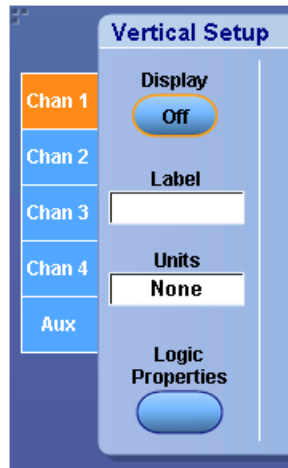 Vertical Setup
Chan 1
Chan 2
Chan 3
Chan 4
Aux
Display
Off
Label
Units
None
Logic
Properties